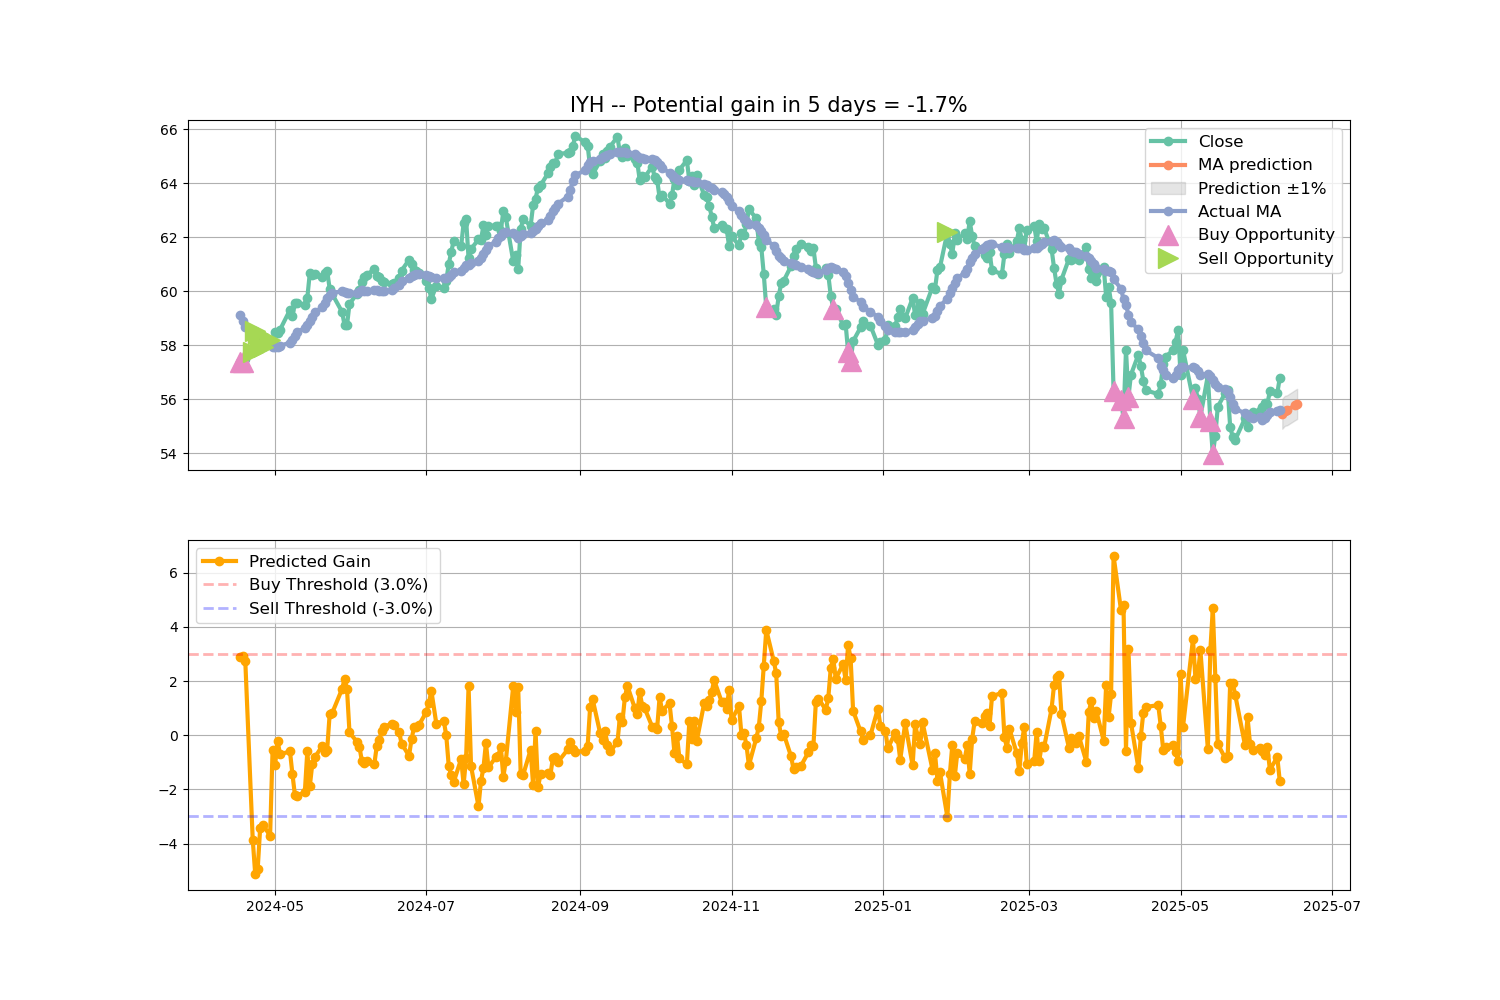 IYH -- Potential gain in 5 days = -1.7%
66
64
62
60
58
56
54
Close
MA prediction
Prediction ±1%
Actual MA
Buy Opportunity
Sell Opportunity
6
4
2
0
−2
−4
Predicted Gain
Buy Threshold (3.0%)
Sell Threshold (-3.0%)
2024-05
2024-07
2024-09
2024-11
2025-01
2025-03
2025-05
2025-07